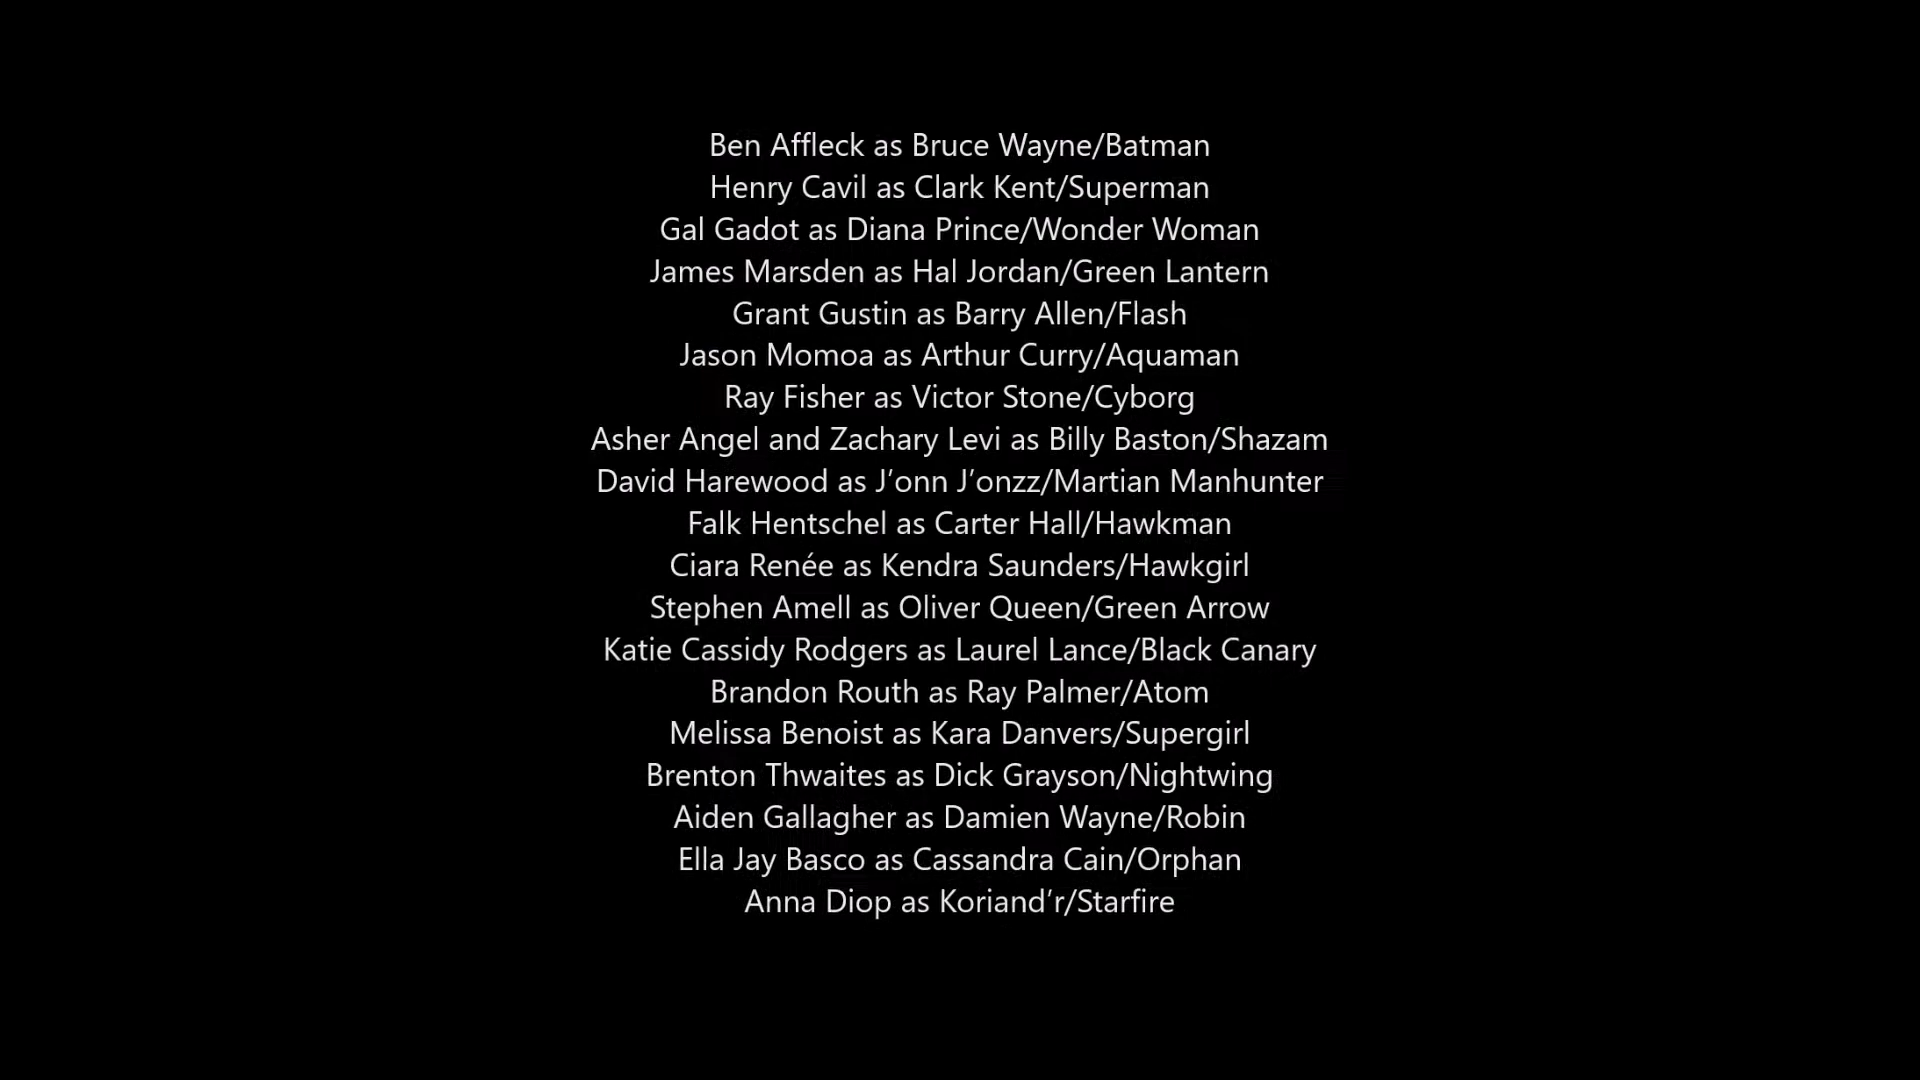 Ben Affleck as Bruce Wayne/Batman
Henry Cavil as Clark Kent/Superman
Gal Gadot as Diana Prince/Wonder Woman
James Marsden as Hal Jordan/Green Lantern
Grant Gustin as Barry Allen/Flash
Jason Momoa as Arthur Curry/Aquaman
Ray Fisher as Victor Stone/Cyborg
Asher Angel and Zachary Levi as Billy Baston/Shazam
David Harewood as J’onn J’onzz/Martian Manhunter
Falk Hentschel as Carter Hall/Hawkman
Ciara Renée as Kendra Saunders/Hawkgirl
Stephen Amell as Oliver Queen/Green Arrow
Katie Cassidy Rodgers as Laurel Lance/Black Canary
Brandon Routh as Ray Palmer/Atom
Melissa Benoist as Kara Danvers/Supergirl
Brenton Thwaites as Dick Grayson/Nightwing
Aiden Gallagher as Damien Wayne/Robin
Ella Jay Basco as Cassandra Cain/Orphan
Anna Diop as Koriand’r/Starfire